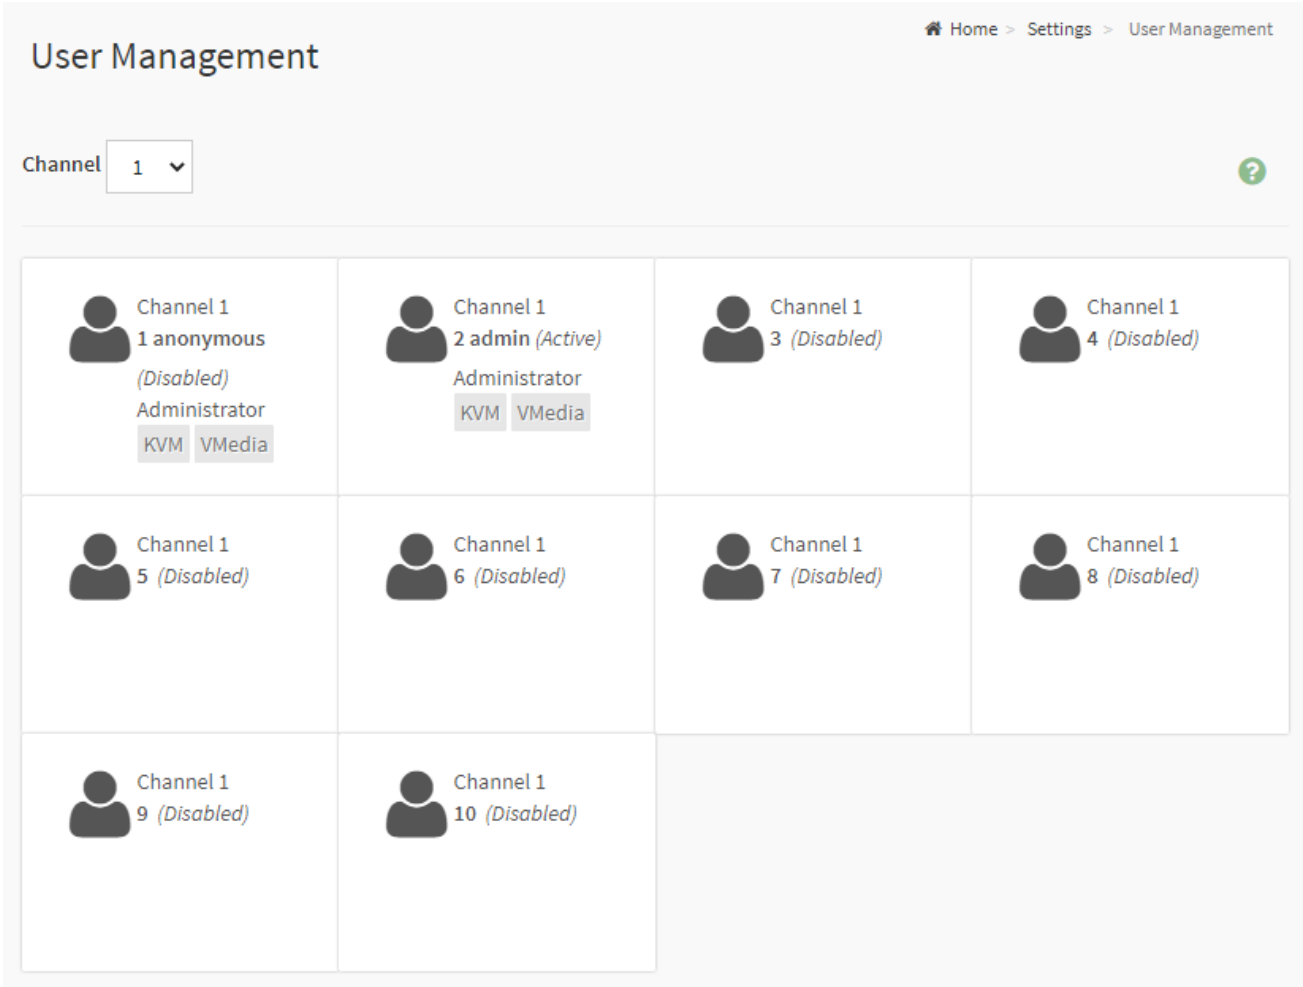 Home > Settings > User Management
User Management
Channel 1
?
Channel 1
1 anonymous
(Disabled)
Administrator
KVM VMedia
Channel 1
2 admin (Active)
Administrator
KVM VMedia
Channel 1
3 (Disabled)
Channel 1
4 (Disabled)
Channel 1
5 (Disabled)
Channel 1
6 (Disabled)
Channel 1
7 (Disabled)
Channel 1
8 (Disabled)
Channel 1
9 (Disabled)
Channel 1
10 (Disabled)